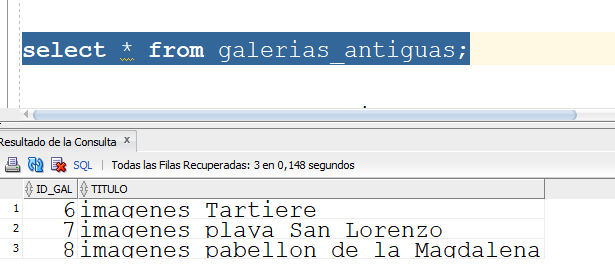 select * from galerias_antiguas;
Resultado de la Consulta x
SQL | Todas las Filas Recuperadas: 3 en 0,148 segundos
ID_GAL TITULO
1 6 imagenes Tartiere
2 7 imagenes playa San Lorenzo
3 8 imagenes pabellon de la Magdalena